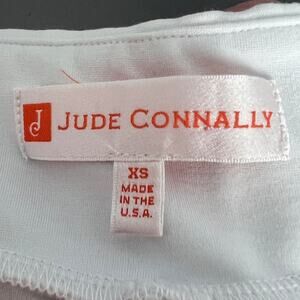 J JUDE CONNALLY
XS
MADE
IN THE
U.S.A.